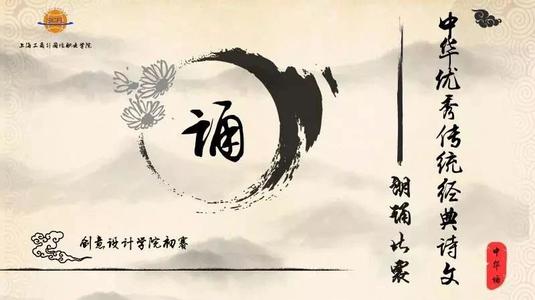 上海工商外国语职业学院
中华优秀传统经典诗文
朗诵比赛
诵
创意设计学院初赛
中华诵